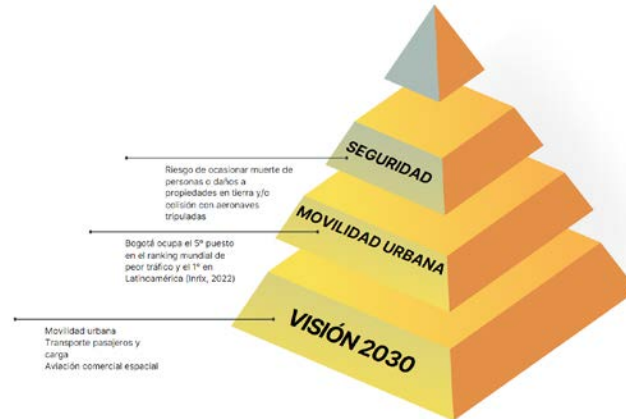 SEGURIDAD
Riesgo de ocasionar muerte de
personas o daños a
propiedades en tierra y/o
colisión con aeronaves
tripuladas
MOVILIDAD URBANA
Bogotá ocupa el 5º puesto
en el ranking mundial de
peor tráfico y el 1º en
Latinoamérica (Inrix, 2022)
VISIÓN 2030
Movilidad urbana
Transporte pasajeros y
carga
Aviación comercial espacial